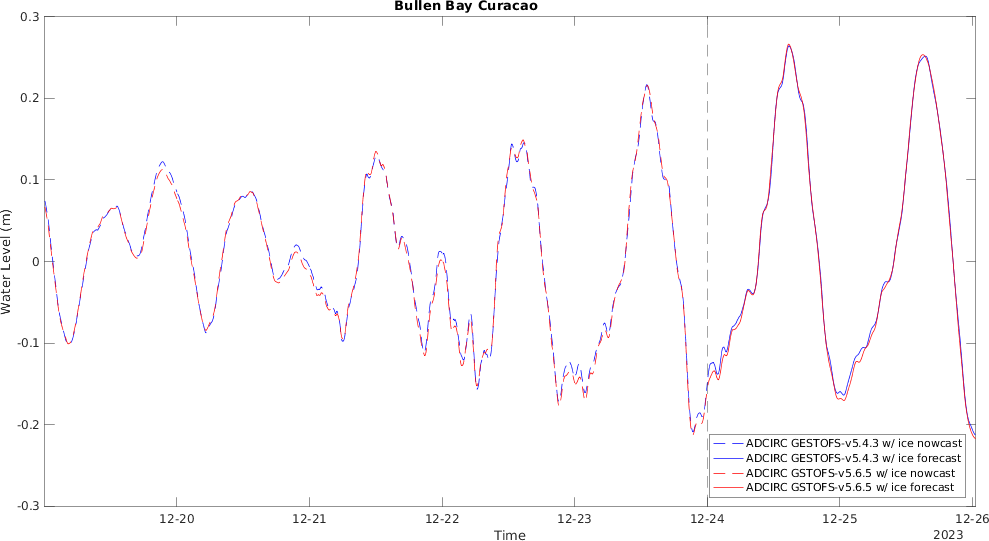 Bullen Bay Curacao
0.3
0.2
0.1
0
-0.1
-0.2
-0.3
Water Level (m)
ADCIRC GESTOFS-v5.4.3 w/ ice nowcast
ADCIRC GESTOFS-v5.4.3 w/ ice forecast
ADCIRC GSTOFS-v5.6.5 w/ ice nowcast
ADCIRC GSTOFS-v5.6.5 w/ ice forecast
12-20 12-21 12-22 12-23 12-24 12-25 12-26
Time
2023